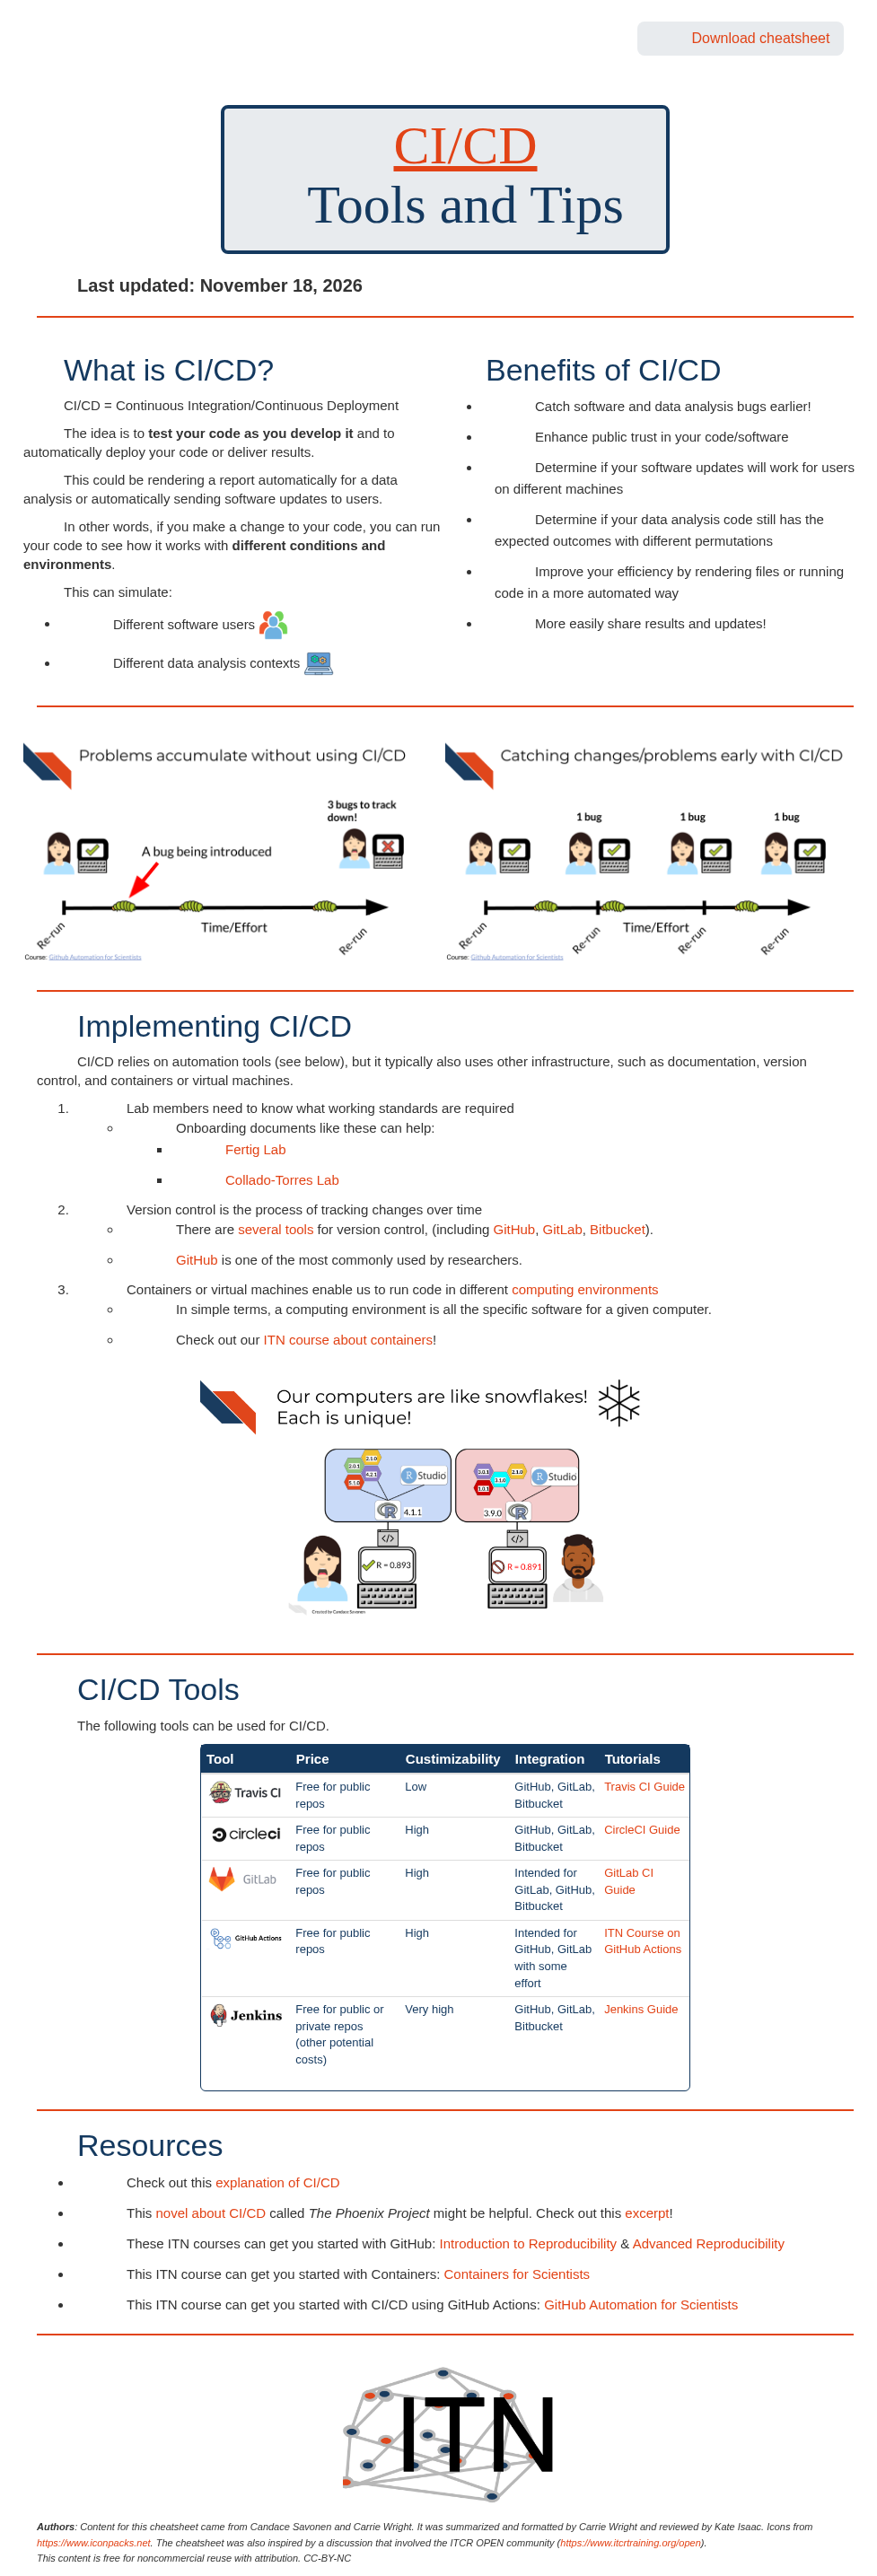 Download cheatsheet
CI/CD
Tools and Tips
Last updated: November 18, 2026
What is CI/CD?
CI/CD = Continuous Integration/Continuous Deployment
The idea is to test your code as you develop it and to
automatically deploy your code or deliver results.
This could be rendering a report automatically for a data
analysis or automatically sending software updates to users.
In other words, if you make a change to your code, you can run
your code to see how it works with different conditions and
environments.
This can simulate:
• Different software users
• Different data analysis contexts
Benefits of CI/CD
• Catch software and data analysis bugs earlier!
• Enhance public trust in your code/software
• Determine if your software updates will work for users
on different machines
• Determine if your data analysis code still has the
expected outcomes with different permutations
• Improve your efficiency by rendering files or running
code in a more automated way
• More easily share results and updates!
Problems accumulate without using CI/CD
3 bugs to track
down!
A bug being introduced
Time/Effort
Re-run
Re-run
Course: Github Automation for Scientists
Catching changes/problems early with CI/CD
1 bug
1 bug
1 bug
Time/Effort
Re-run
Re-run
Re-run
Re-run
Course: Github Automation for Scientists
Implementing CI/CD
CI/CD relies on automation tools (see below), but it typically also uses other infrastructure, such as documentation, version
control, and containers or virtual machines.
1. Lab members need to know what working standards are required
◦ Onboarding documents like these can help:
▪ Fertig Lab
▪ Collado-Torres Lab
2. Version control is the process of tracking changes over time
◦ There are several tools for version control, (including GitHub, GitLab, Bitbucket).
◦ GitHub is one of the most commonly used by researchers.
3. Containers or virtual machines enable us to run code in different computing environments
◦ In simple terms, a computing environment is all the specific software for a given computer.
◦ Check out our ITN course about containers!
Our computers are like snowflakes!
Each is unique!
2.1.0
2.0.1
4.2.1
R Studio
R 4.1.1
R = 0.893
2.1.0
R Studio
3.9.0 R
R = 0.891
Created by Candace Savonen
CI/CD Tools
The following tools can be used for CI/CD.
Tool Price Custimizability Integration Tutorials
Travis CI
Free for public
repos
Low
GitHub, GitLab,
Bitbucket
Travis CI Guide
circleci
Free for public
repos
High
GitHub, GitLab,
Bitbucket
CircleCI Guide
GitLab
Free for public
repos
High
Intended for
GitLab, GitHub,
Bitbucket
GitLab CI
Guide
GitHub Actions
Free for public
repos
High
Intended for
GitHub, GitLab
with some
effort
ITN Course on
GitHub Actions
Jenkins
Free for public or
private repos
(other potential
costs)
Very high
GitHub, GitLab,
Bitbucket
Jenkins Guide
Resources
• Check out this explanation of CI/CD
• This novel about CI/CD called The Phoenix Project might be helpful. Check out this excerpt!
• These ITN courses can get you started with GitHub: Introduction to Reproducibility & Advanced Reproducibility
• This ITN course can get you started with Containers: Containers for Scientists
• This ITN course can get you started with CI/CD using GitHub Actions: GitHub Automation for Scientists
ITN
Authors: Content for this cheatsheet came from Candace Savonen and Carrie Wright. It was summarized and formatted by Carrie Wright and reviewed by Kate Isaac. Icons from
https://www.iconpacks.net. The cheatsheet was also inspired by a discussion that involved the ITCR OPEN community (https://www.itcrtraining.org/open).
This content is free for noncommercial reuse with attribution. CC-BY-NC